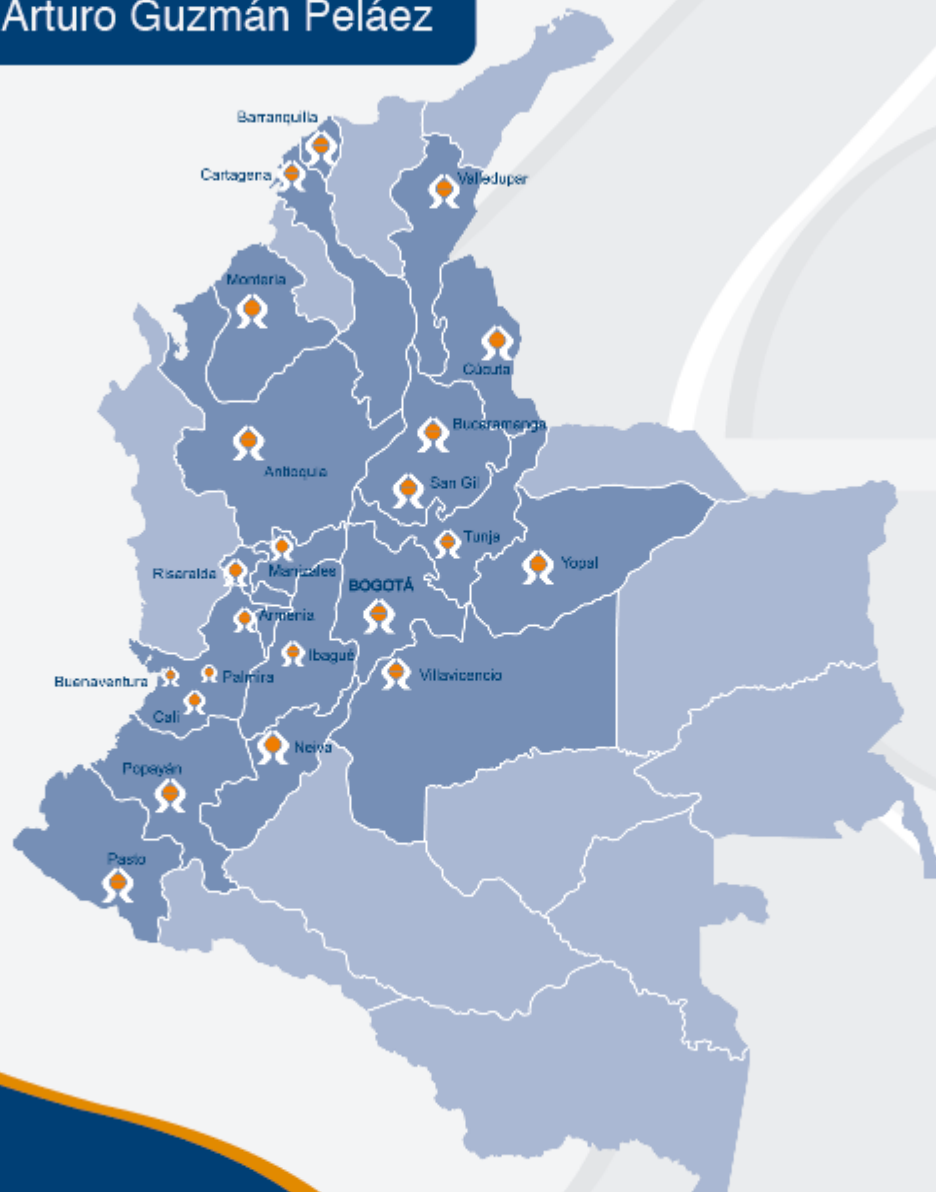 Arturo Guzmán Peláez
Barranquilla
Cartagena
Valledupar
Montería
Cúcuta
Bucaramanga
Antioquia
San Gil
Tunja
Yopal
Manizales
Risaralda
BOGOTÁ
Armenia
Ibagué
Villavicencio
Buenaventura
Palmira
Cali
Neiva
Popayán
Pasto